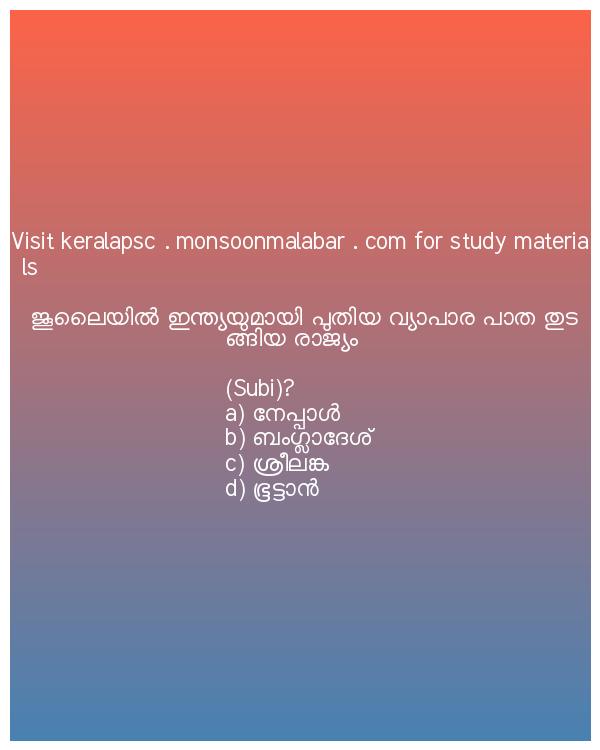 Visit keralapsc . monsoonmalabar . com for study materia
ls
ജൂലൈയിൽ ഇന്ത്യയുമായി പുതിയ വ്യാപാര പാത തുട
ങ്ങിയ രാജ്യം
(Subi)?
a) നേപ്പാൾ
b) ബംഗ്ലാദേശ്
c) ശ്രീലങ്ക
d) ഭൂട്ടാൻ